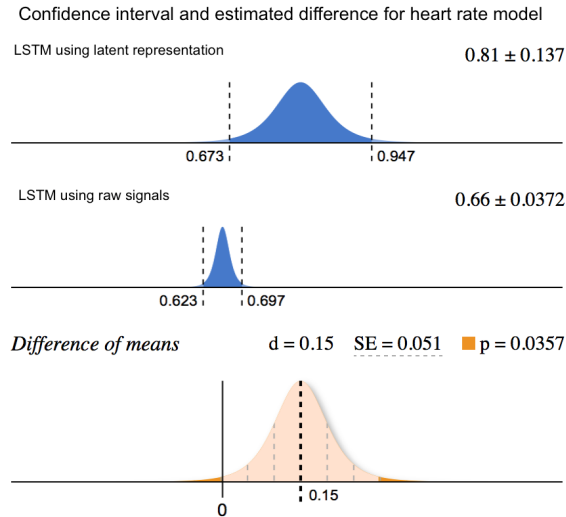 Confidence interval and estimated difference for heart rate model
LSTM using latent representation
0.81 ± 0.137
0.673
0.947
LSTM using raw signals
0.66 ± 0.0372
0.623
0.697
Difference of means d = 0.15 SE = 0.051 p = 0.0357
0.15
0